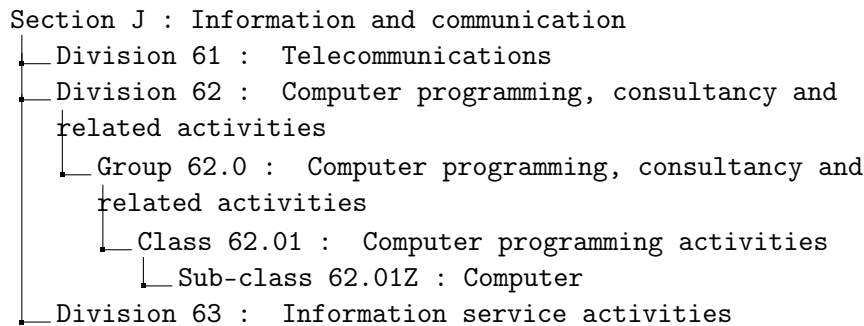 Section J : Information and communication
Division 61 : Telecommunications
Division 62 : Computer programming, consultancy and
related activities
Group 62.0 : Computer programming, consultancy and
related activities
Class 62.01 : Computer programming activities
Sub-class 62.01Z : Computer
Division 63 : Information service activities